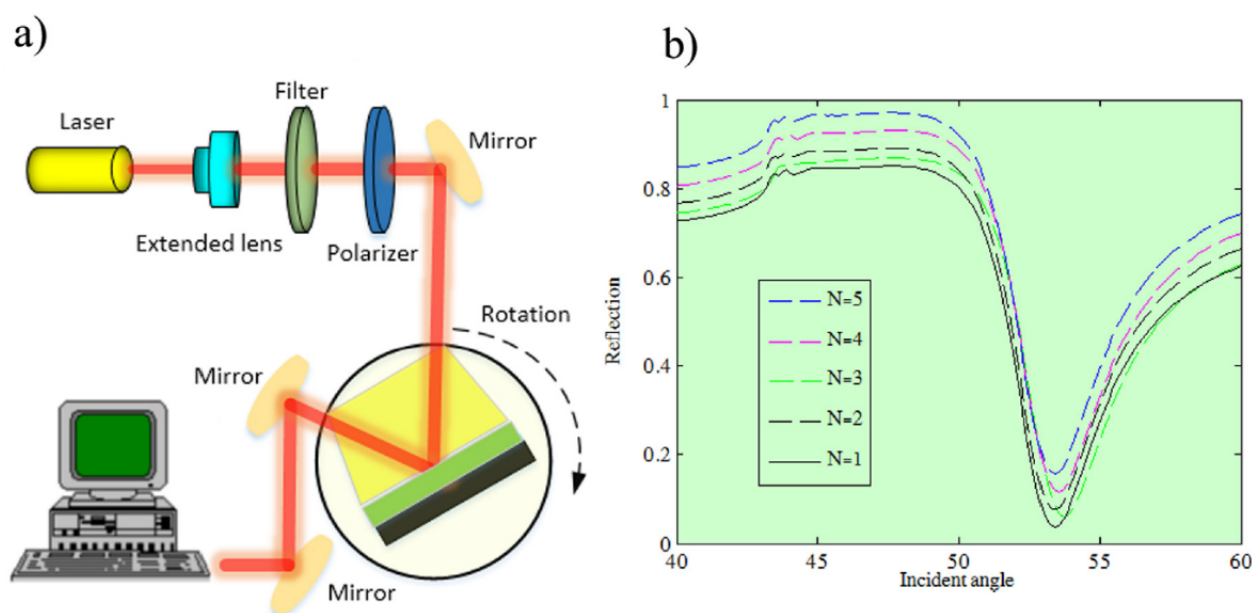 a)
Laser
Filter
Mirror
Extended lens
Polarizer
Rotation
Mirror
Mirror
b)
1
0.8
0.6
0.4
0.2
0
Reflection
N=5
N=4
N=3
N=2
N=1
40
45
50
55
60
Incident angle